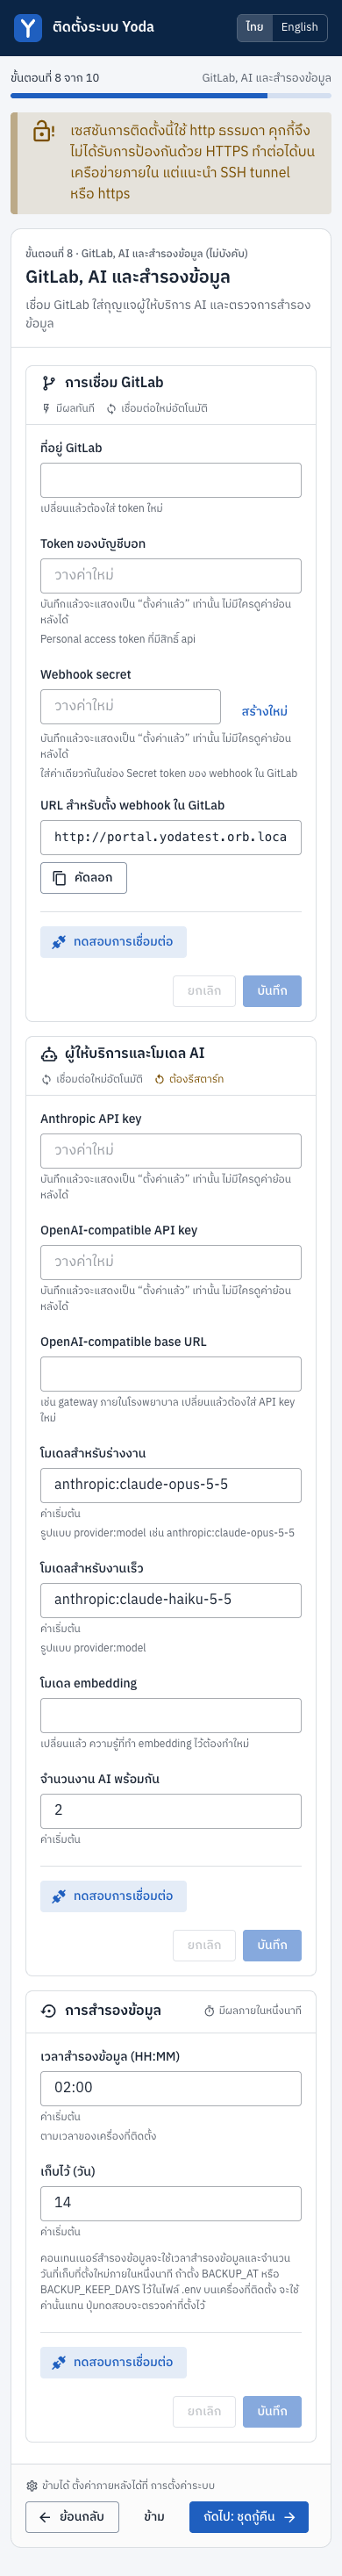 ติดตั้งระบบ Yoda
ไทย
English
ขั้นตอนที่ 8 จาก 10
GitLab, AI และสำรองข้อมูล
เซสชันการติดตั้งนี้ใช้ http ธรรมดา คุกกี้จึง
ไม่ได้รับการป้องกันด้วย HTTPS ทำต่อได้บน
เครือข่ายภายใน แต่แนะนำ SSH tunnel
หรือ https
ขั้นตอนที่ 8 · GitLab, AI และสำรองข้อมูล (ไม่บังคับ)
GitLab, AI และสำรองข้อมูล
เชื่อม GitLab ใส่กุญแจผู้ให้บริการ AI และตรวจการสำรอง
ข้อมูล
การเชื่อม GitLab
มีผลทันที
เชื่อมต่อใหม่อัตโนมัติ
ที่อยู่ GitLab
เปลี่ยนแล้วต้องใส่ token ใหม่
Token ของบัญชีบอท
วางค่าใหม่
บันทึกแล้วจะแสดงเป็น “ตั้งค่าแล้ว” เท่านั้น ไม่มีใครดูค่าย้อน
หลังได้
Personal access token ที่มีสิทธิ์ api
Webhook secret
วางค่าใหม่
สร้างใหม่
บันทึกแล้วจะแสดงเป็น “ตั้งค่าแล้ว” เท่านั้น ไม่มีใครดูค่าย้อน
หลังได้
ใส่ค่าเดียวกันในช่อง Secret token ของ webhook ใน GitLab
URL สำหรับตั้ง webhook ใน GitLab
http://portal.yodatest.orb.loca
คัดลอก
ทดสอบการเชื่อมต่อ
ยกเลิก
บันทึก
ผู้ให้บริการและโมเดล AI
เชื่อมต่อใหม่อัตโนมัติ
ต้องรีสตาร์ท
Anthropic API key
วางค่าใหม่
บันทึกแล้วจะแสดงเป็น “ตั้งค่าแล้ว” เท่านั้น ไม่มีใครดูค่าย้อน
หลังได้
OpenAI-compatible API key
วางค่าใหม่
บันทึกแล้วจะแสดงเป็น “ตั้งค่าแล้ว” เท่านั้น ไม่มีใครดูค่าย้อน
หลังได้
OpenAI-compatible base URL
เช่น gateway ภายในโรงพยาบาล เปลี่ยนแล้วต้องใส่ API key
ใหม่
โมเดลสำหรับร่างงาน
anthropic:claude-opus-5-5
ค่าเริ่มต้น
รูปแบบ provider:model เช่น anthropic:claude-opus-5-5
โมเดลสำหรับงานเร็ว
anthropic:claude-haiku-5-5
ค่าเริ่มต้น
รูปแบบ provider:model
โมเดล embedding
เปลี่ยนแล้ว ความรู้ที่ทำ embedding ไว้ต้องทำใหม่
จำนวนงาน AI พร้อมกัน
2
ค่าเริ่มต้น
ทดสอบการเชื่อมต่อ
ยกเลิก
บันทึก
การสำรองข้อมูล
มีผลภายในหนึ่งนาที
เวลาสำรองข้อมูล (HH:MM)
02:00
ค่าเริ่มต้น
ตามเวลาของเครื่องที่ติดตั้ง
เก็บไว้ (วัน)
14
ค่าเริ่มต้น
คอนเทนเนอร์สำรองข้อมูลจะใช้เวลาสำรองข้อมูลและจำนวน
วันที่เก็บที่ตั้งใหม่ภายในหนึ่งนาที ถ้าตั้ง BACKUP_AT หรือ
BACKUP_KEEP_DAYS ไว้ในไฟล์ .env บนเครื่องที่ติดตั้ง จะใช้
ค่านั้นแทน ปุ่มทดสอบจะตรวจค่าที่ตั้งไว้
ทดสอบการเชื่อมต่อ
ยกเลิก
บันทึก
ข้ามได้ ตั้งค่าภายหลังได้ที่ การตั้งค่าระบบ
ย้อนกลับ
ข้าม
ถัดไป: ชุดกู้คืน